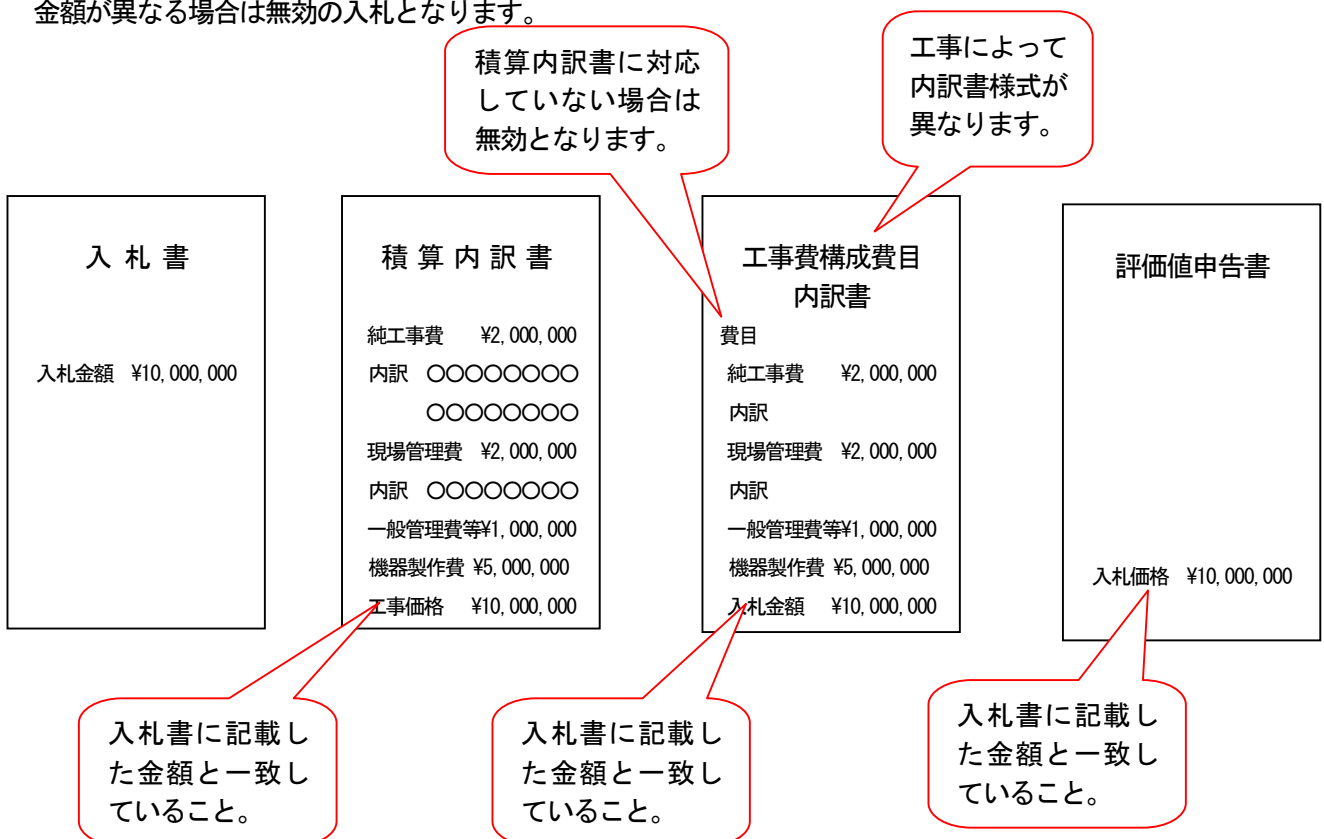 金額が異なる場合は無効の入札となります。
積算内訳書に対応
していない場合は
無効となります。
工事によって
内訳書様式が
異なります。
入 札 書
入札金額 ¥10,000,000
積 算 内 訳 書
純工事費 ¥2,000,000
内訳 〇〇〇〇〇〇〇〇
〇〇〇〇〇〇〇〇
現場管理費 ¥2,000,000
内訳 〇〇〇〇〇〇〇〇
一般管理費等¥1,000,000
機器製作費 ¥5,000,000
工事価格 ¥10,000,000
工事費構成費目
内訳書
費目
純工事費 ¥2,000,000
内訳
現場管理費 ¥2,000,000
内訳
一般管理費等¥1,000,000
機器製作費 ¥5,000,000
入札金額 ¥10,000,000
評価値申告書
入札価格 ¥10,000,000
入札書に記載し
た金額と一致し
ていること。
入札書に記載し
た金額と一致し
ていること。
入札書に記載し
た金額と一致し
ていること。